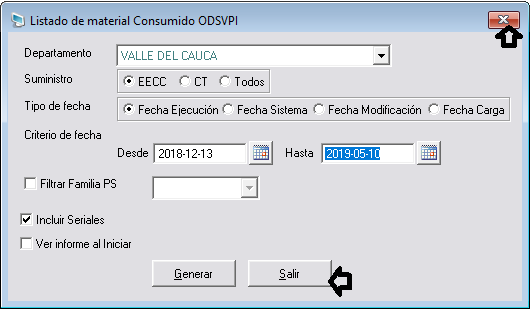 Listado de material Consumido ODSVPI
Departamento VALLE DEL CAUCA
Suministro EECC CT Todos
Tipo de fecha Fecha Ejecución Fecha Sistema Fecha Modificación Fecha Carga
Criterio de fecha
Desde 2018-12-13 Hasta 2019-05-10
Filtrar Familia PS
Incluir Seriales
Ver informe al Iniciar
Generar Salir